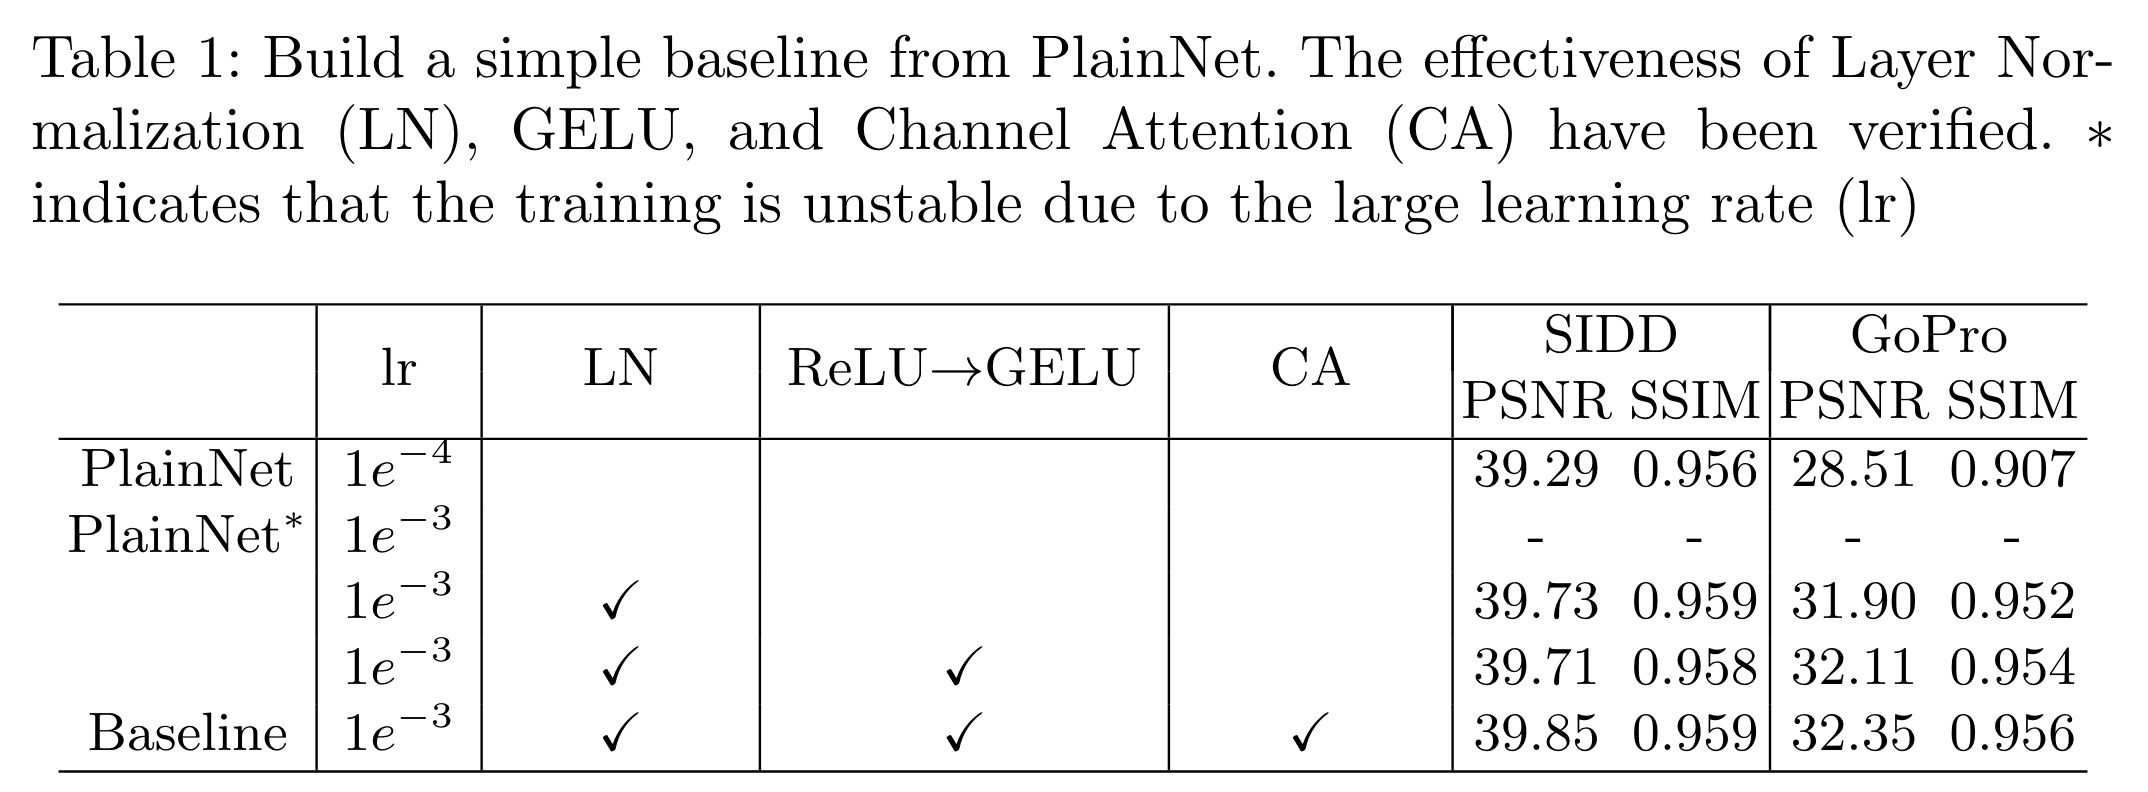 Table 1: Build a simple baseline from PlainNet. The effectiveness of Layer Nor-
malization (LN), GELU, and Channel Attention (CA) have been verified. *
indicates that the training is unstable due to the large learning rate (lr)
lr LN ReLU→GELU CA SIDD GoPro
PSNR SSIM PSNR SSIM
PlainNet 1e⁻⁴ 39.29 0.956 28.51 0.907
PlainNet* 1e⁻³ - - - -
1e⁻³ ✓ 39.73 0.959 31.90 0.952
1e⁻³ ✓ ✓ 39.71 0.958 32.11 0.954
Baseline 1e⁻³ ✓ ✓ ✓ 39.85 0.959 32.35 0.956